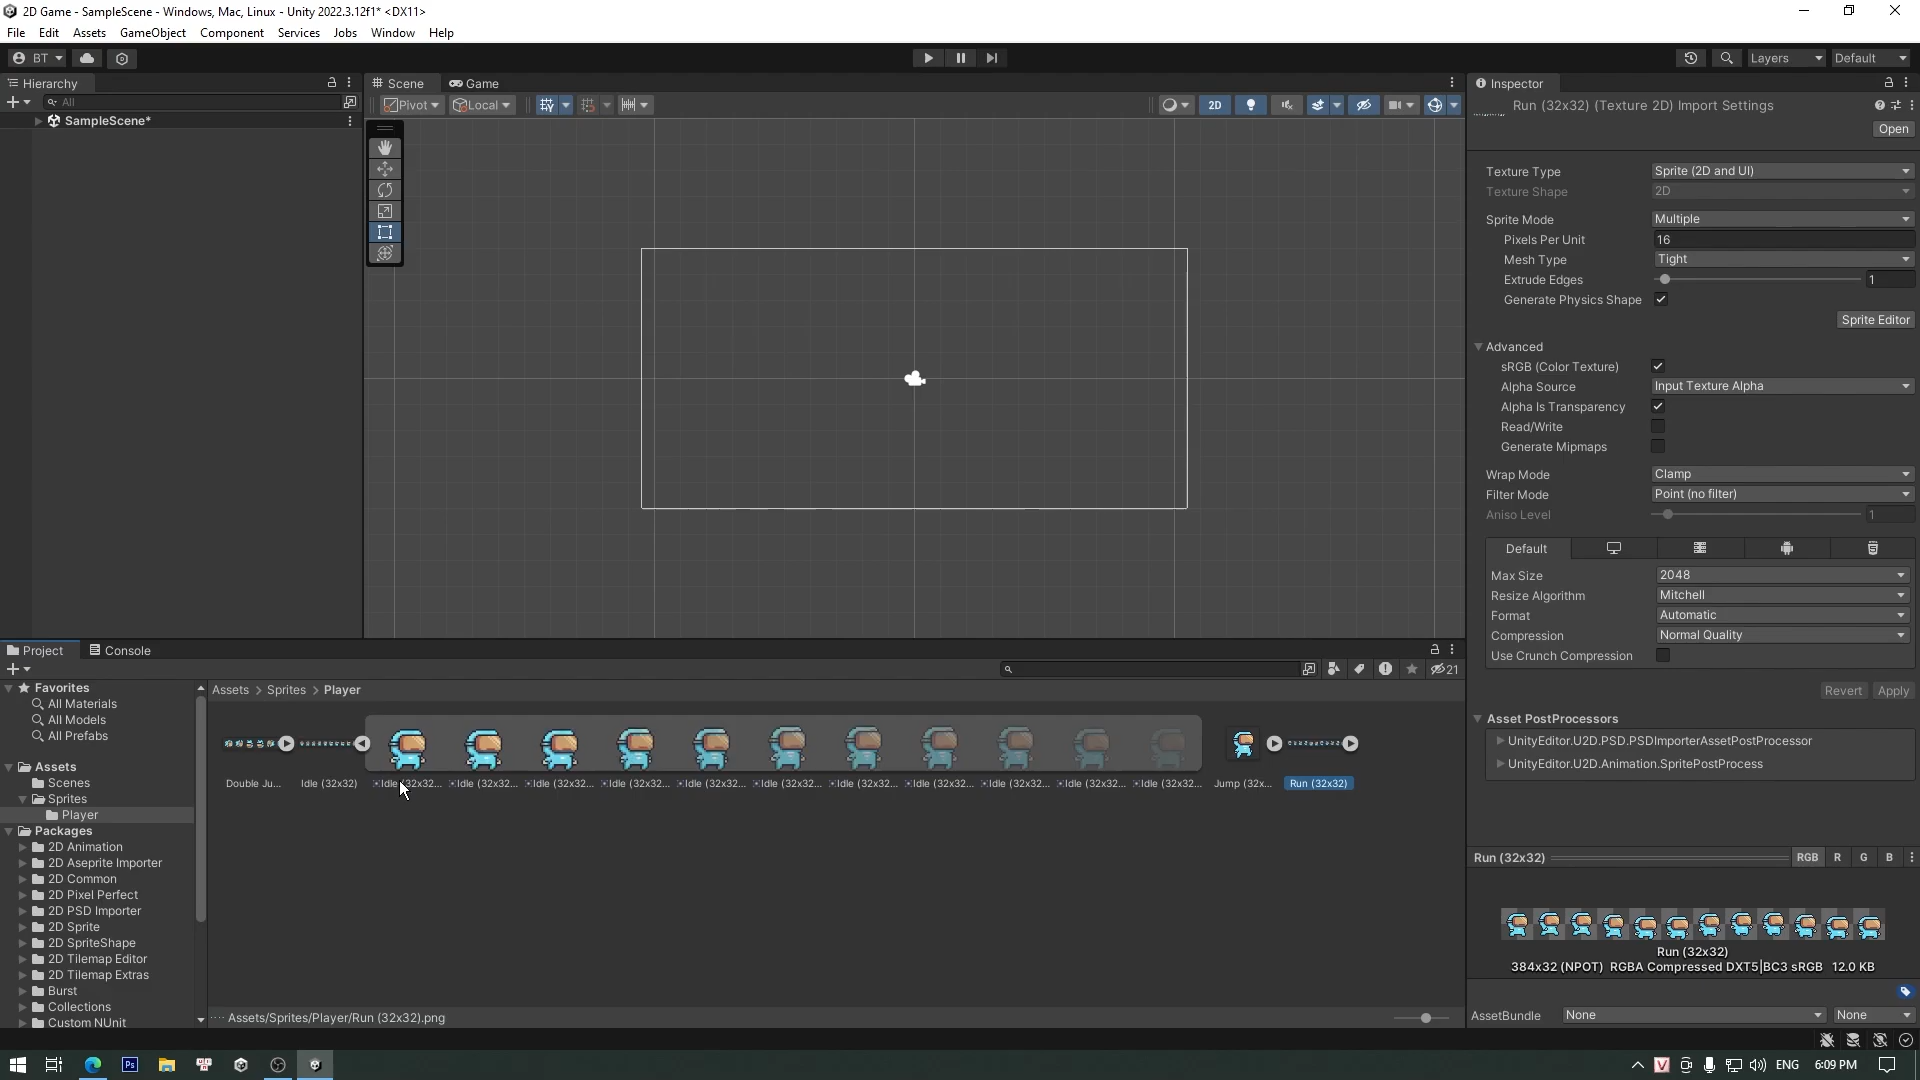 2D Game - SampleScene - Windows, Mac, Linux - Unity 2022.3.12f1* <DX11>
File Edit Assets GameObject Component Services Jobs Window Help
BT
Layers
Default
Hierarchy
All
SampleScene*
Scene
Game
Pivot
Local
2D
Inspector
Run (32x32) (Texture 2D) Import Settings
Open
Texture Type Sprite (2D and UI)
Texture Shape 2D
Sprite Mode Multiple
Pixels Per Unit 16
Mesh Type Tight
Extrude Edges 1
Generate Physics Shape
Sprite Editor
Advanced
sRGB (Color Texture)
Alpha Source Input Texture Alpha
Alpha Is Transparency
Read/Write
Generate Mipmaps
Wrap Mode Clamp
Filter Mode Point (no filter)
Aniso Level 1
Default
Max Size 2048
Resize Algorithm Mitchell
Format Automatic
Compression Normal Quality
Use Crunch Compression
Revert Apply
Asset PostProcessors
UnityEditor.U2D.PSD.PSDImporterAssetPostProcessor
UnityEditor.U2D.Animation.SpritePostProcess
Run (32x32)
RGB R G B
Run (32x32)
384x32 (NPOT) RGBA Compressed DXT5|BC3 sRGB 12.0 KB
AssetBundle None None
Project
Console
21
Favorites
All Materials
All Models
All Prefabs
Assets
Scenes
Sprites
Player
Packages
2D Animation
2D Aseprite Importer
2D Common
2D Pixel Perfect
2D PSD Importer
2D Sprite
2D SpriteShape
2D Tilemap Editor
2D Tilemap Extras
Burst
Collections
Custom NUnit
Assets > Sprites > Player
Double Ju... Idle (32x32) Idle (32x32... Idle (32x32... Idle (32x32... Idle (32x32... Idle (32x32... Idle (32x32... Idle (32x32... Idle (32x32... Idle (32x32... Idle (32x32... Idle (32x32... Jump (32x... Run (32x32)
Assets/Sprites/Player/Run (32x32).png
Ps
V
ENG
6:09 PM